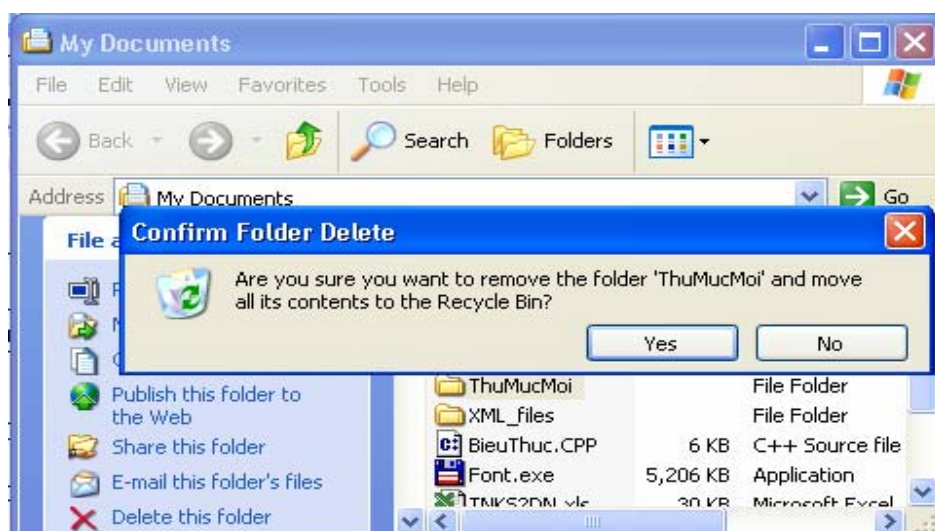 My Documents
File Edit View Favorites Tools Help
Back Search Folders
Address My Documents Go
File
Confirm Folder Delete
Are you sure you want to remove the folder 'ThuMucMoi' and move
all its contents to the Recycle Bin?
Yes No
Publish this folder to
the Web
Share this folder
E-mail this folder's files
Delete this folder
ThuMucMoi File Folder
XML_files File Folder
BieuThuc.CPP 6 KB C++ Source file
Font.exe 5,206 KB Application
30 KB Microsoft Excel